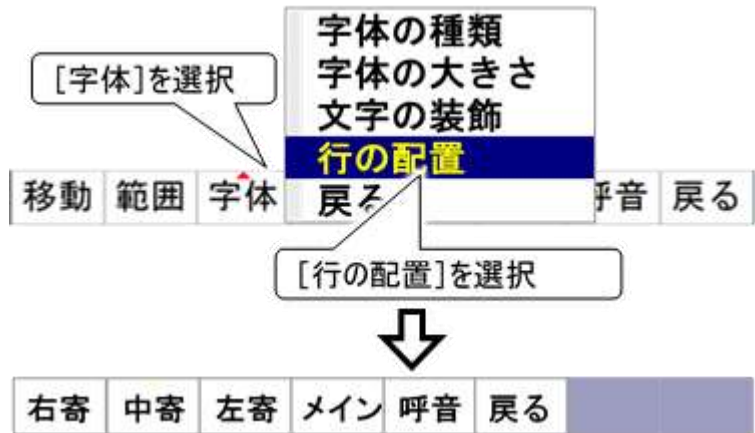 字体の種類
[字体]を選択
字体の大きさ
文字の装飾
行の配置
移動 範囲 字体 戻る 呼音 戻る
[行の配置]を選択
右寄 中寄 左寄 メイン 呼音 戻る